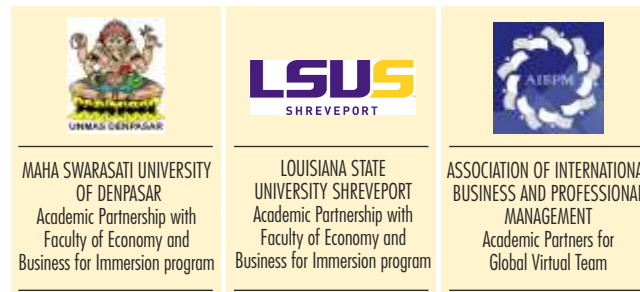 UNMAS DENPASAR
MAHA SWARASATI UNIVERSITY
OF DENPASAR
Academic Partnership with
Faculty of Economy and
Business for Immersion program
LSUS
SHREVEPORT
LOUISIANA STATE
UNIVERSITY SHREVEPORT
Academic Partnership with
Faculty of Economy and
Business for Immersion program
AIBPM
ASSOCIATION OF INTERNATIONA
BUSINESS AND PROFESSIONAL
MANAGEMENT
Academic Partners for
Global Virtual Team